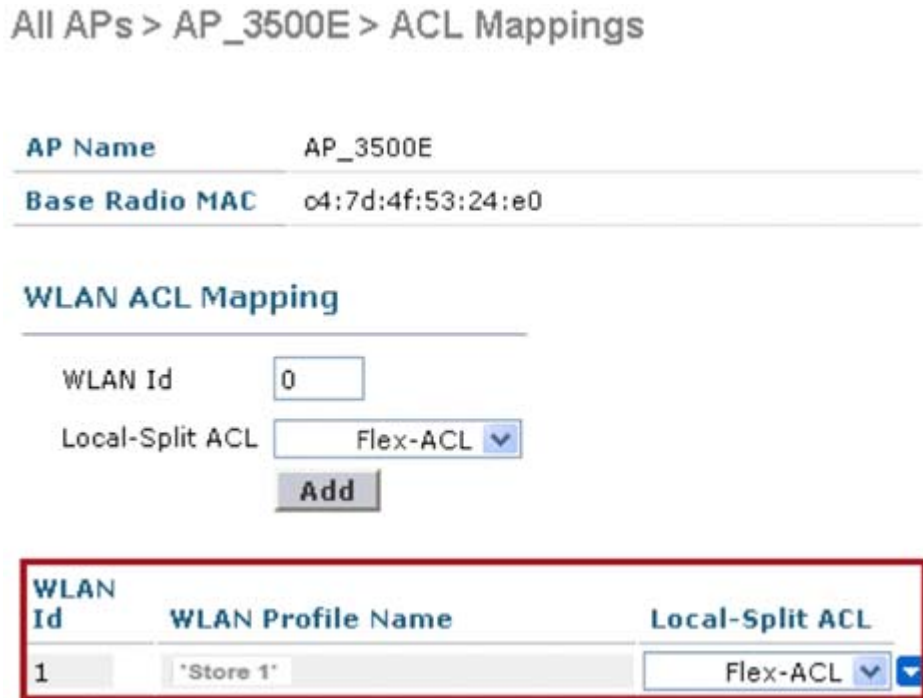 All APs > AP_3500E > ACL Mappings
AP Name AP_3500E
Base Radio MAC c4:7d:4f:53:24:e0
WLAN ACL Mapping
WLAN Id 0
Local-Split ACL Flex-ACL
Add
WLAN
Id WLAN Profile Name Local-Split ACL
1 "Store 1" Flex-ACL